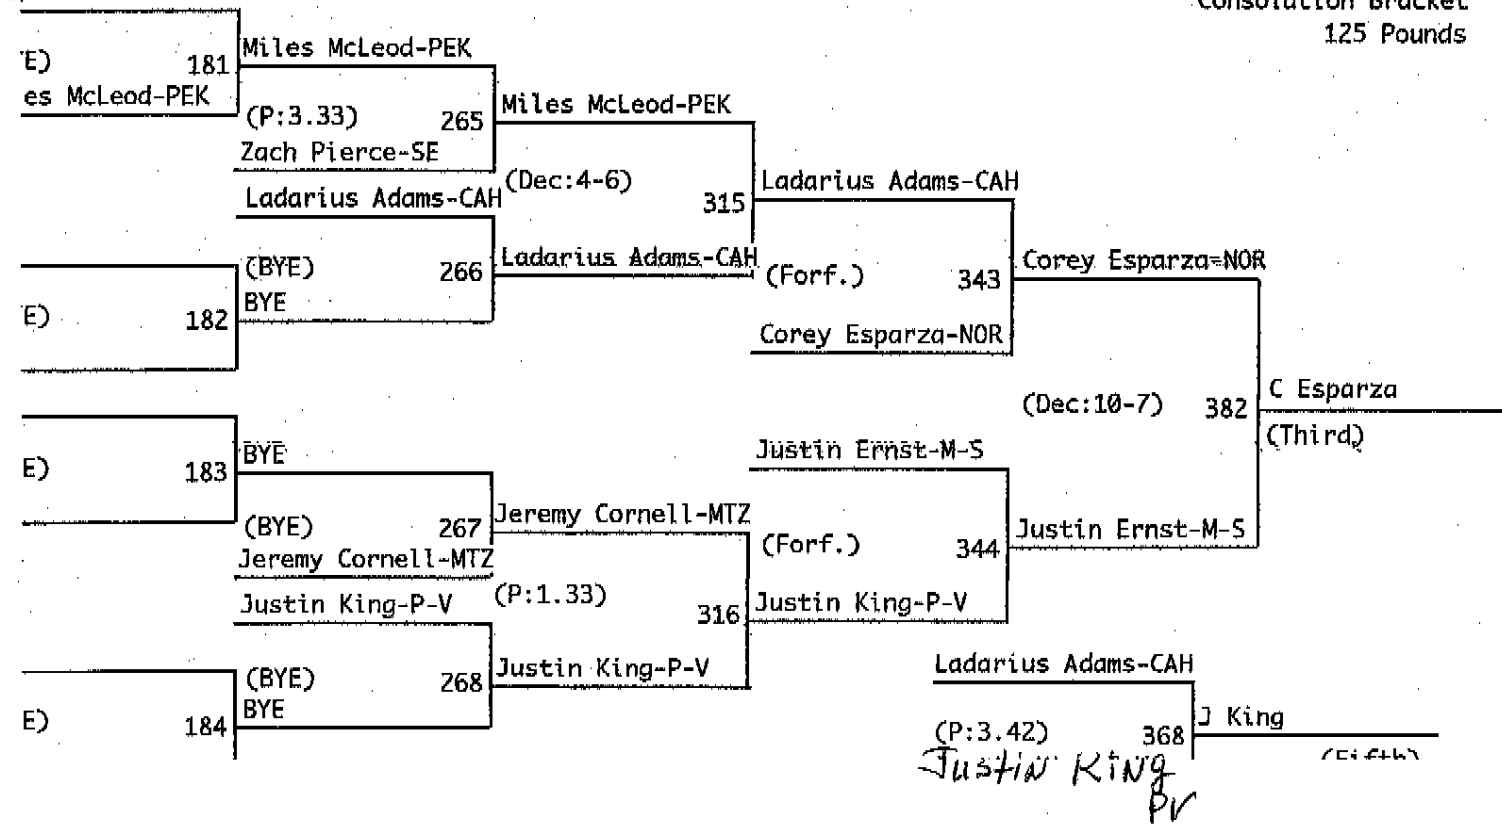 Consolation Bracket
125 Pounds
E)
181
Miles McLeod-PEK
es McLeod-PEK
(P:3.33)
265
Miles McLeod-PEK
Zach Pierce-SE
(Dec:4-6)
Ladarius Adams-CAH
315
Ladarius Adams-CAH
(BYE)
266
Ladarius Adams-CAH
BYE
E)
182
(Forf.)
343
Corey Esparza-NOR
Corey Esparza-NOR
(Dec:10-7)
382
C Esparza
(Third)
E)
183
BYE
(BYE)
267
Jeremy Cornell-MTZ
Jeremy Cornell-MTZ
Justin Ernst-M-S
(Forf.)
344
Justin Ernst-M-S
Justin King-P-V
(P:1.33)
316
Justin King-P-V
(BYE)
268
Justin King-P-V
BYE
E)
184
Ladarius Adams-CAH
(P:3.42)
368
J King
(Fifth)
Justin King
PV